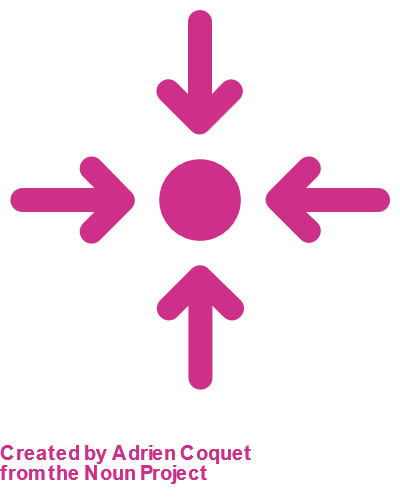 Created by Adrien Coquet
from the Noun Project